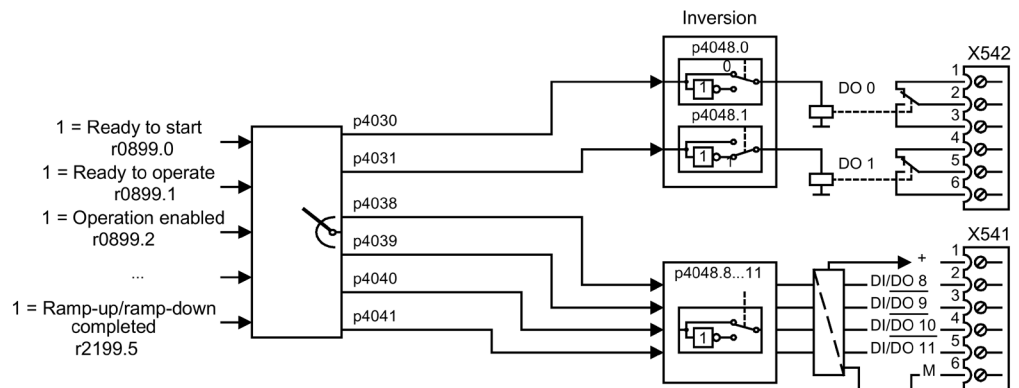 Inversion
p4048.0
X542
0
1
1
DO 0
2
3
p4030
p4048.1
1 = Ready to start
r0899.0
4
p4031
1
DO 1
5
1 = Ready to operate
r0899.1
6
p4038
1 = Operation enabled
r0899.2
p4039
X541
+
1
p4048.8...11
DI/DO 8
2
...
p4040
DI/DO 9
3
1 = Ramp-up/ramp-down
completed
r2199.5
p4041
1
DI/DO 10
4
DI/DO 11
5
M
6